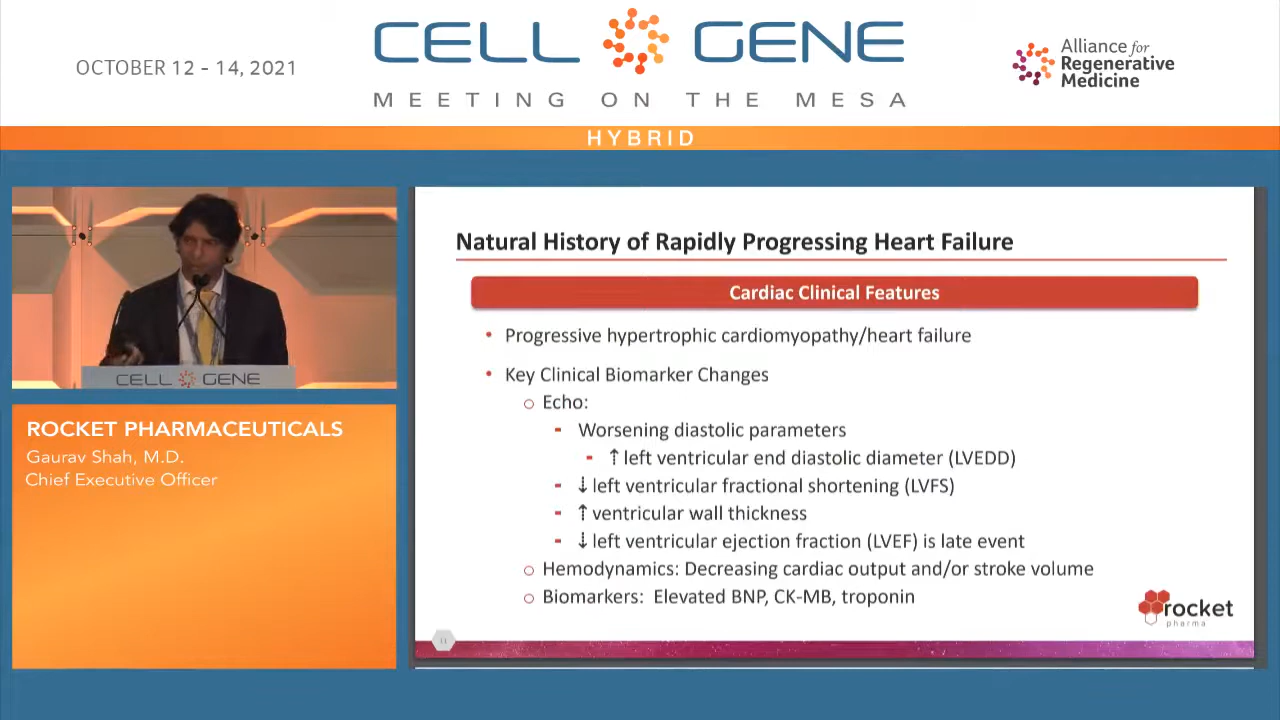 OCTOBER 12 - 14, 2021
CELL GENE
MEETING ON THE MESA
Alliance for
Regenerative
Medicine
HYBRID
CELL GENE
ROCKET PHARMACEUTICALS
Gaurav Shah, M.D.
Chief Executive Officer
Natural History of Rapidly Progressing Heart Failure
Cardiac Clinical Features
• Progressive hypertrophic cardiomyopathy/heart failure
• Key Clinical Biomarker Changes
○ Echo:
- Worsening diastolic parameters
- ↑left ventricular end diastolic diameter (LVEDD)
- ↓left ventricular fractional shortening (LVFS)
- ↑ventricular wall thickness
- ↓left ventricular ejection fraction (LVEF) is late event
○ Hemodynamics: Decreasing cardiac output and/or stroke volume
○ Biomarkers: Elevated BNP, CK-MB, troponin
rocket
pharma
11